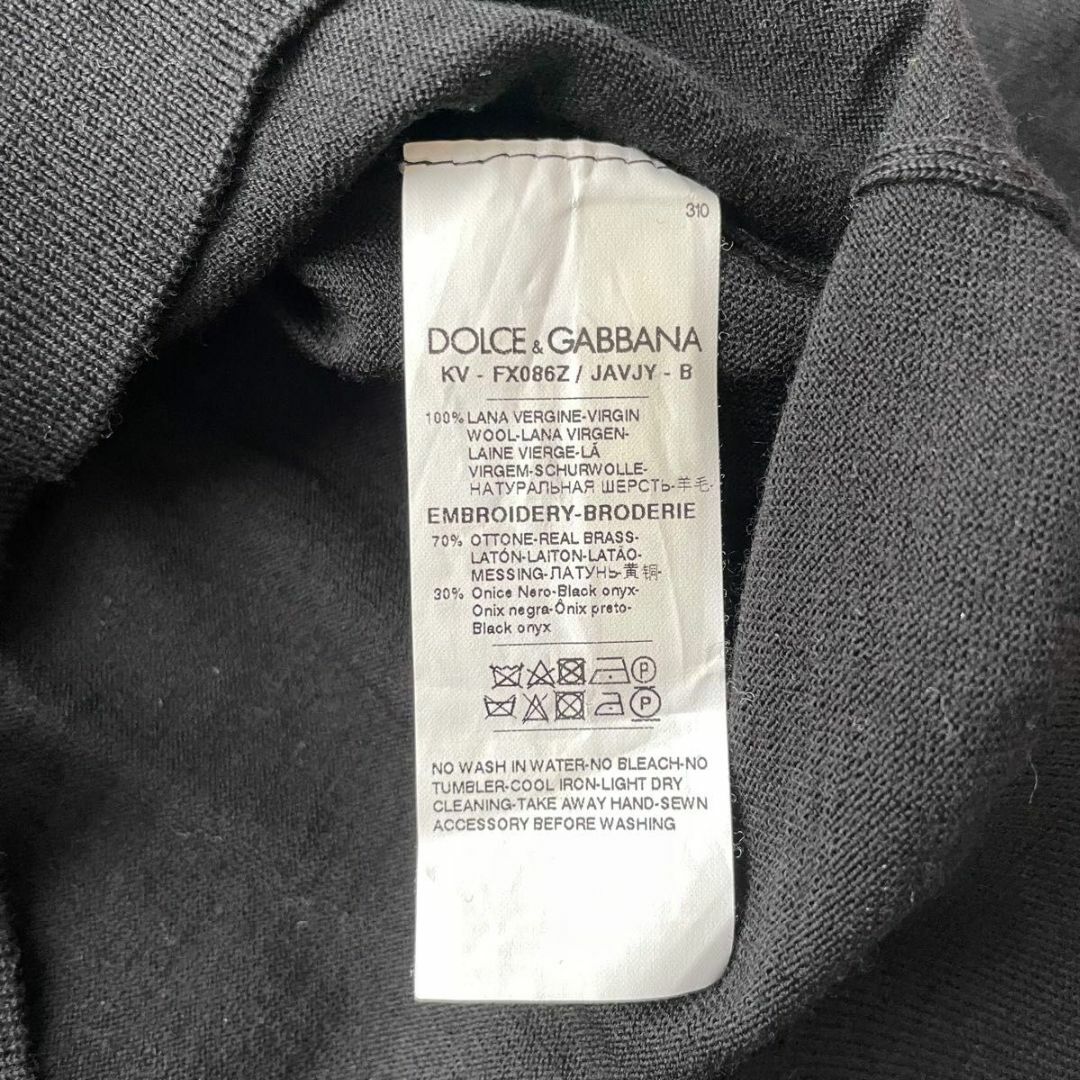 310
DOLCE & GABBANA
KV - FX086Z / JAVJY - B
100% LANA VERGINE-VIRGIN
WOOL-LANA VIRGEN-
LAINE VIERGE-LÃ
VIRGEM-SCHURWOLLE-
НАТУРАЛЬНАЯ ШЕРСТЬ-羊毛-
EMBROIDERY-BRODERIE
70% OTTONE-REAL BRASS-
LATÓN-LAITON-LATÃO-
MESSING-ЛАТУНЬ-黄铜-
30% Onice Nero-Black onyx-
Onix negra-Ônix preto-
Black onyx
P
P
NO WASH IN WATER-NO BLEACH-NO
TUMBLER-COOL IRON-LIGHT DRY
CLEANING-TAKE AWAY HAND-SEWN
ACCESSORY BEFORE WASHING